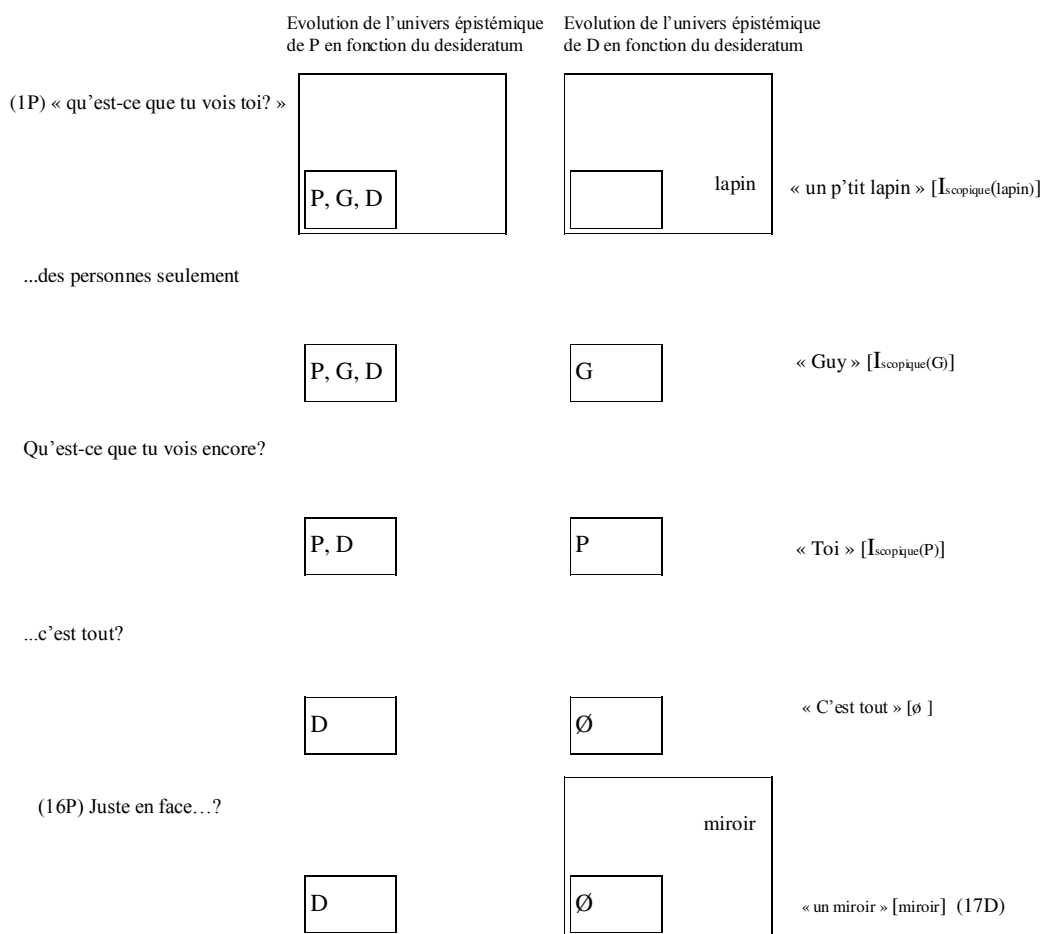 Evolution de l’univers épistémique
de P en fonction du desideratum
Evolution de l’univers épistémique
de D en fonction du desideratum
(1P) « qu’est-ce que tu vois toi? »
P, G, D
lapin
« un p’tit lapin » [Iscopique(lapin)]
...des personnes seulement
P, G, D
G
« Guy » [Iscopique(G)]
Qu’est-ce que tu vois encore?
P, D
P
« Toi » [Iscopique(P)]
...c’est tout?
D
Ø
« C’est tout » [ø ]
(16P) Juste en face…?
miroir
D
Ø
« un miroir » [miroir] (17D)